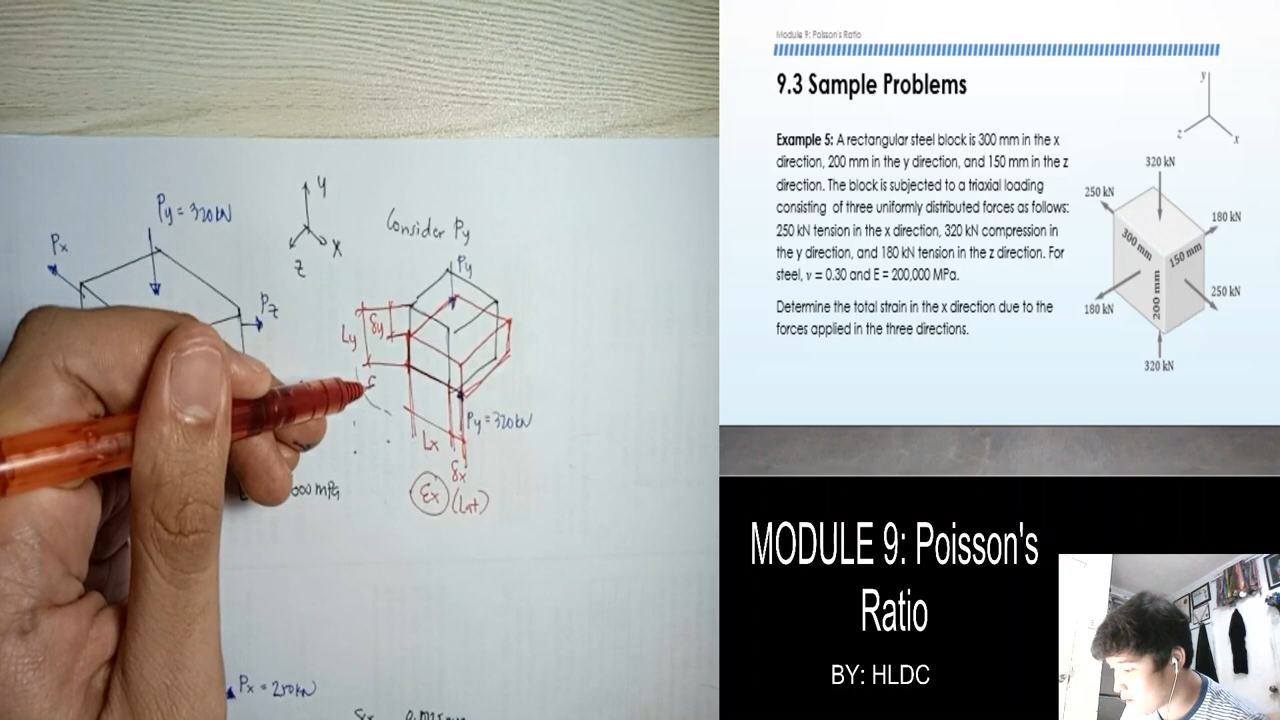 Py = 320kN
Px
Pz
y
x
z
Consider Py
Py
Ly
δy
Py = 320kN
Lx
δx
Ɛx (Lat)
000 mPa
Px = 250kN
Module 9: Poisson's Ratio
9.3 Sample Problems
Example 5: A rectangular steel block is 300 mm in the x
direction, 200 mm in the y direction, and 150 mm in the z
direction. The block is subjected to a triaxial loading
consisting of three uniformly distributed forces as follows:
250 kN tension in the x direction, 320 kN compression in
the y direction, and 180 kN tension in the z direction. For
steel, ν = 0.30 and E = 200,000 MPa.
Determine the total strain in the x direction due to the
forces applied in the three directions.
y
z
x
320 kN
250 kN
180 kN
300 mm
150 mm
200 mm
250 kN
180 kN
320 kN
MODULE 9: Poisson's
Ratio
BY: HLDC